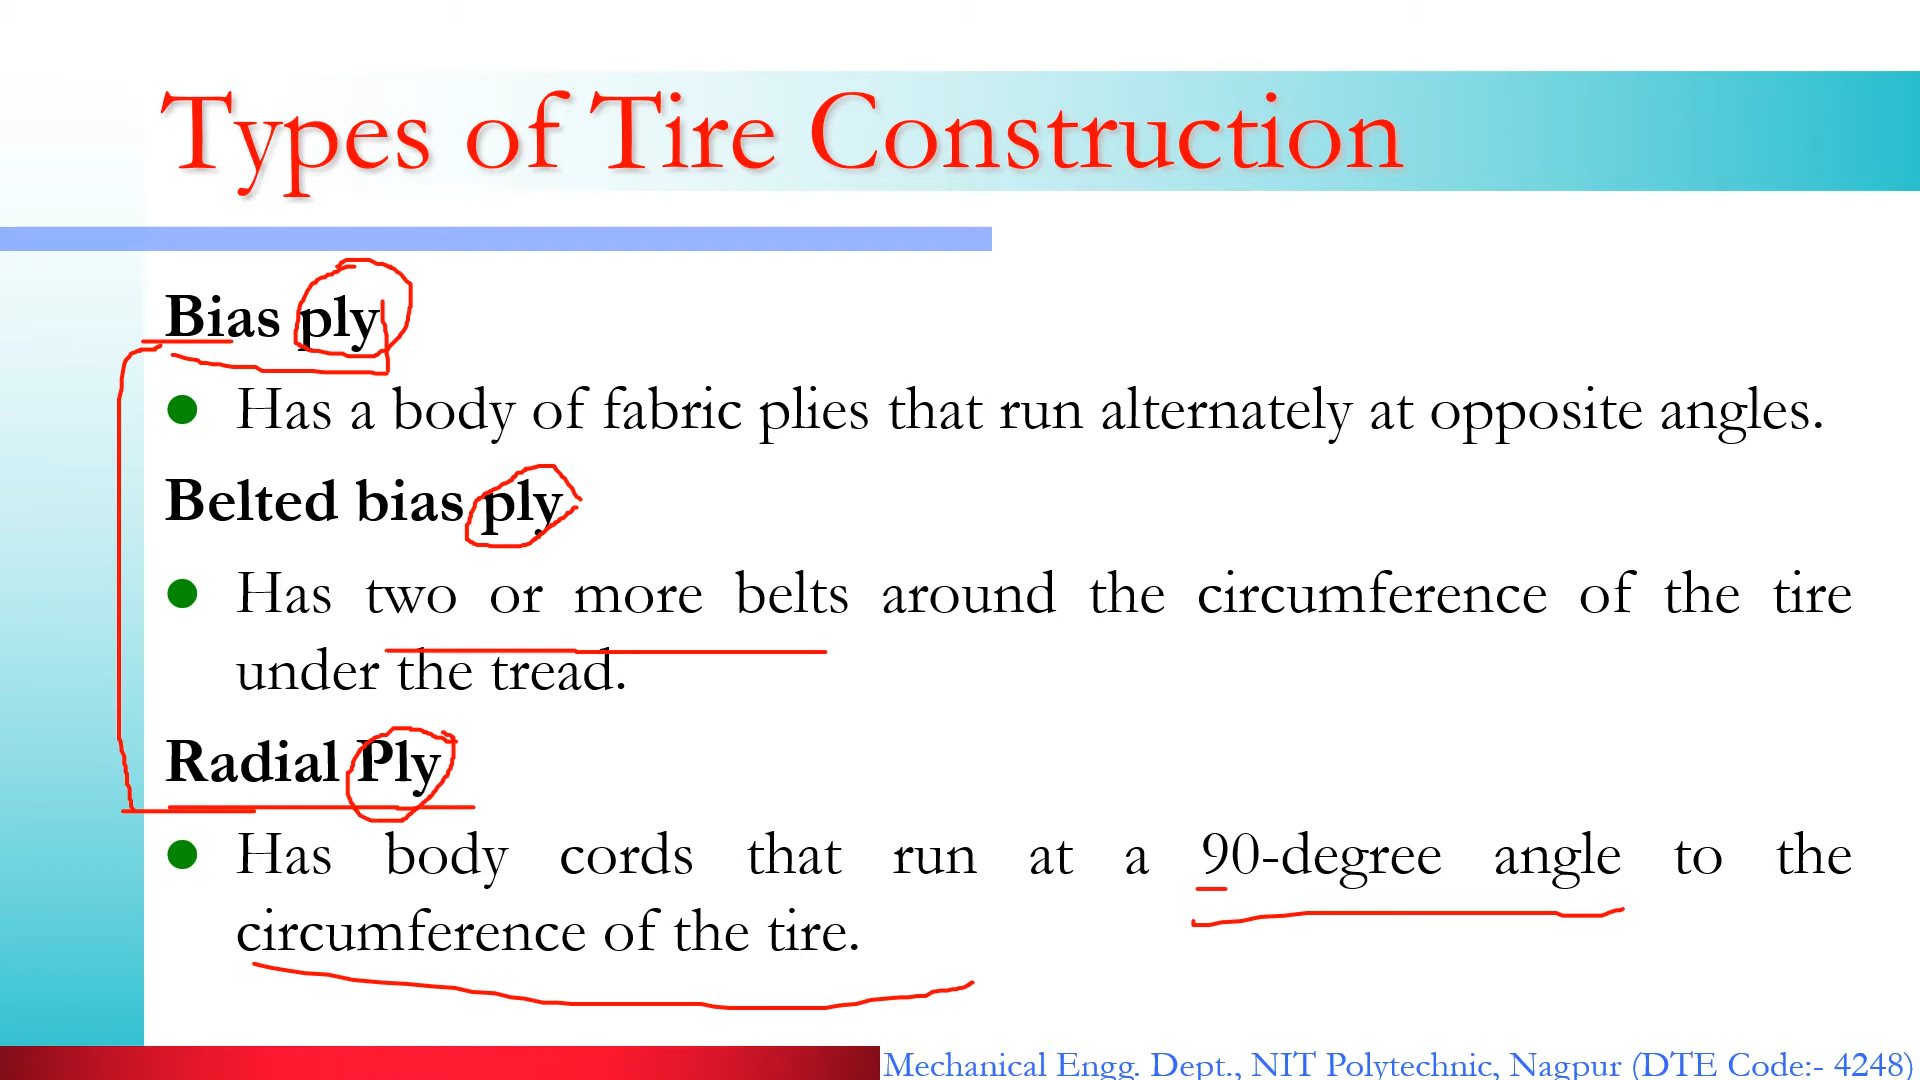 Types of Tire Construction
Bias ply
Has a body of fabric plies that run alternately at opposite angles.
Belted bias ply
Has two or more belts around the circumference of the tire
under the tread.
Radial Ply
Has body cords that run at a 90-degree angle to the
circumference of the tire.
Mechanical Engg. Dept., NIT Polytechnic, Nagpur (DTE Code:- 4248)